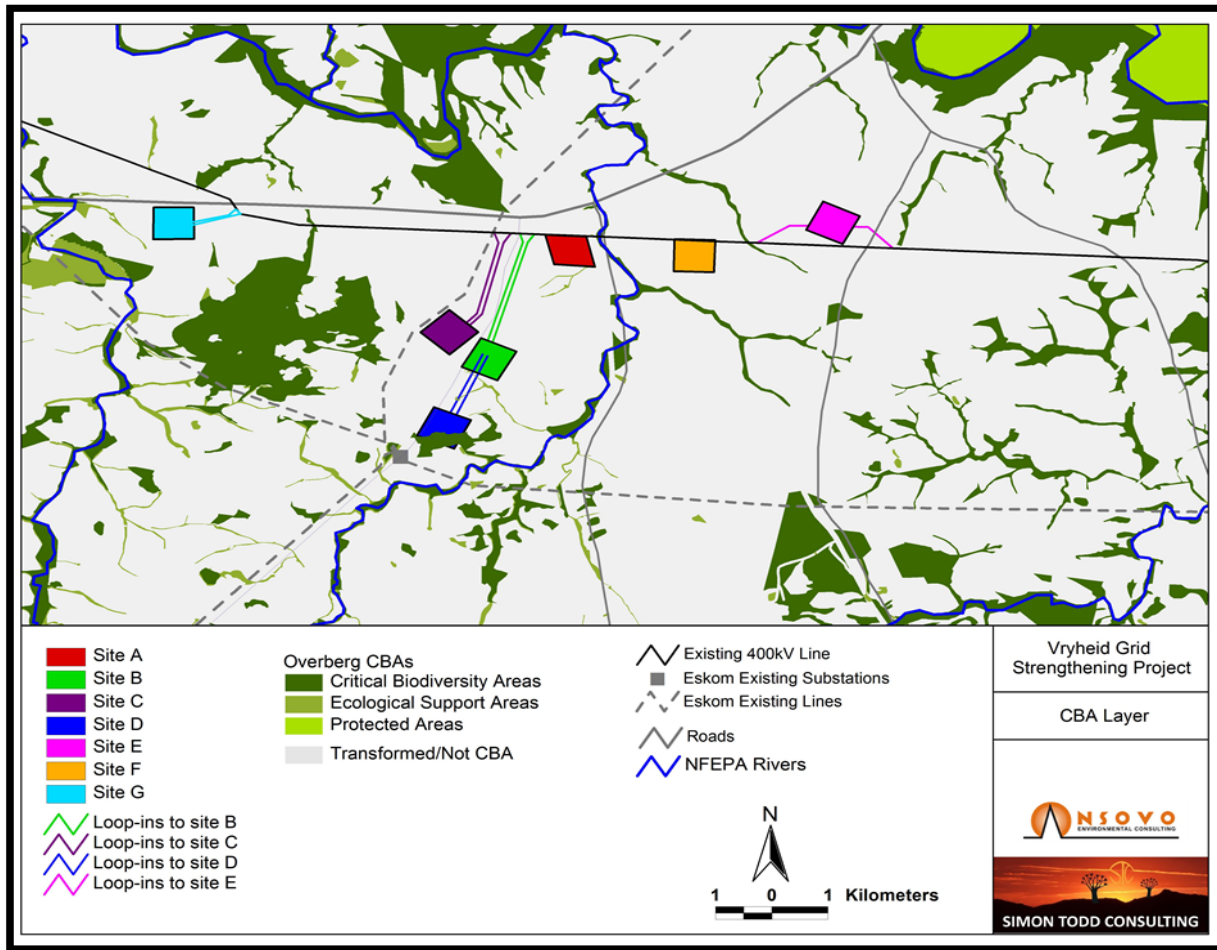 Site A
Site B
Site C
Site D
Site E
Site F
Site G
Loop-ins to site B
Loop-ins to site C
Loop-ins to site D
Loop-ins to site E
Overberg CBAs
Critical Biodiversity Areas
Ecological Support Areas
Protected Areas
Transformed/Not CBA
Existing 400kV Line
Eskom Existing Substations
Eskom Existing Lines
Roads
NFEPA Rivers
N
1 0 1 Kilometers
Vryheid Grid
Strengthening Project
CBA Layer
NSOVO
ENVIRONMENTAL CONSULTING
SIMON TODD CONSULTING